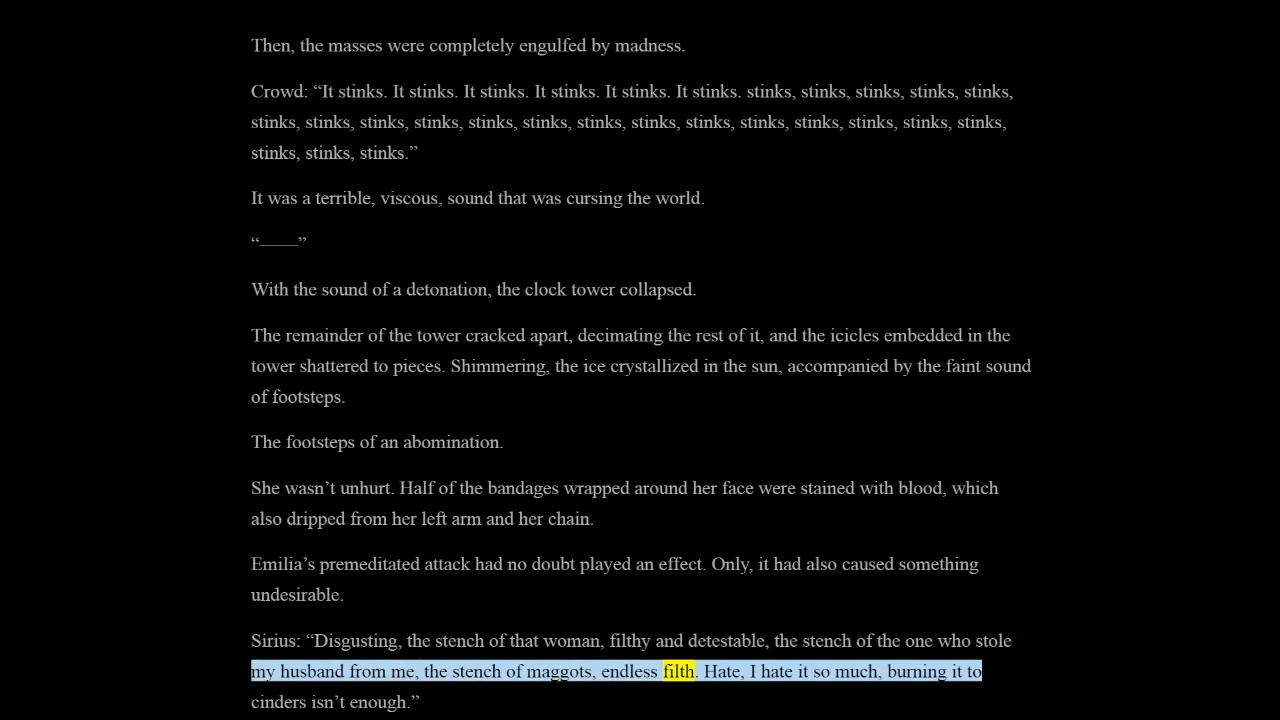 Then, the masses were completely engulfed by madness.
Crowd: “It stinks. It stinks. It stinks. It stinks. It stinks. It stinks. stinks, stinks, stinks, stinks, stinks,
stinks, stinks, stinks, stinks, stinks, stinks, stinks, stinks, stinks, stinks, stinks, stinks, stinks, stinks,
stinks, stinks, stinks.”
It was a terrible, viscous, sound that was cursing the world.
“——”
With the sound of a detonation, the clock tower collapsed.
The remainder of the tower cracked apart, decimating the rest of it, and the icicles embedded in the
tower shattered to pieces. Shimmering, the ice crystallized in the sun, accompanied by the faint sound
of footsteps.
The footsteps of an abomination.
She wasn’t unhurt. Half of the bandages wrapped around her face were stained with blood, which
also dripped from her left arm and her chain.
Emilia’s premeditated attack had no doubt played an effect. Only, it had also caused something
undesirable.
Sirius: “Disgusting, the stench of that woman, filthy and detestable, the stench of the one who stole
my husband from me, the stench of maggots, endless filth. Hate, I hate it so much, burning it to
cinders isn’t enough.”